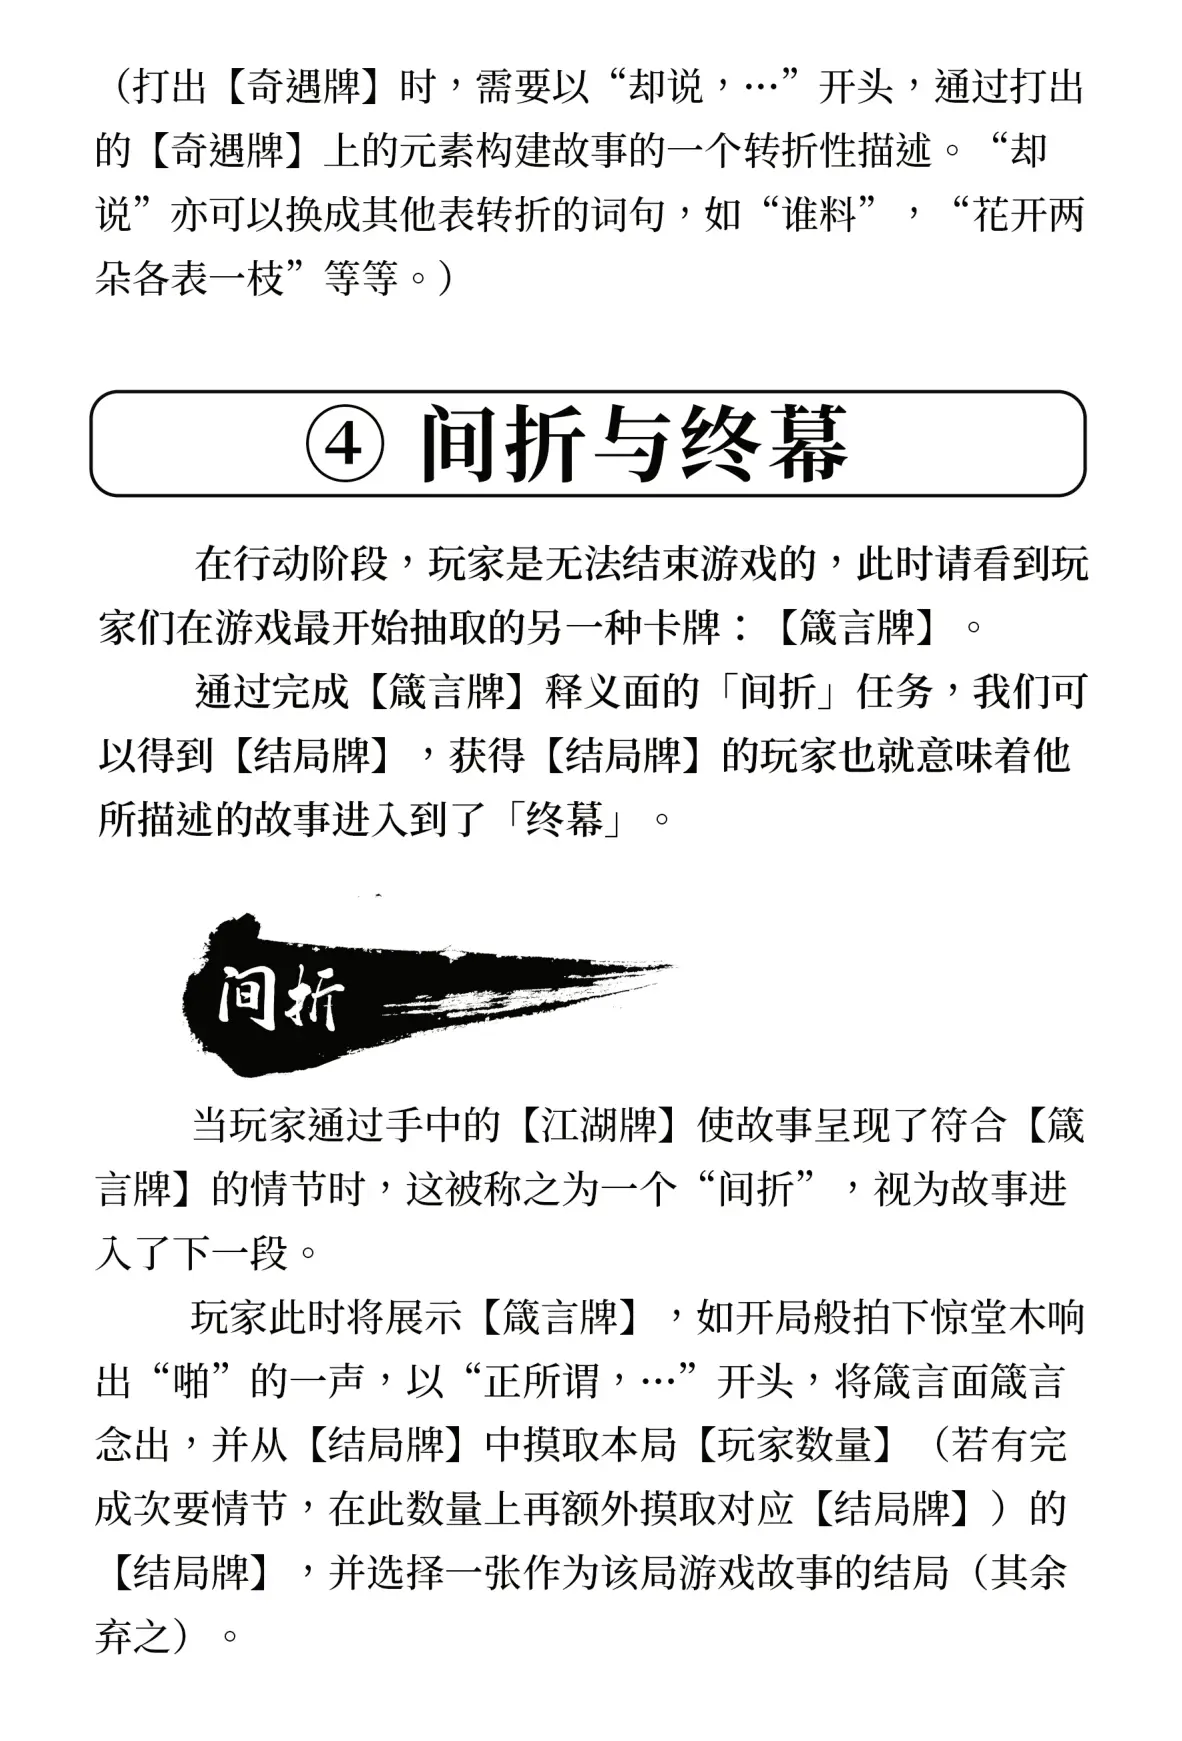 （打出【奇遇牌】时，需要以“却说，…”开头，通过打出
的【奇遇牌】上的元素构建故事的一个转折性描述。“却
说”亦可以换成其他表转折的词句，如“谁料”，“花开两
朵各表一枝”等等。）
④ 间折与终幕
在行动阶段，玩家是无法结束游戏的，此时请看到玩
家们在游戏最开始抽取的另一种卡牌：【箴言牌】。
通过完成【箴言牌】释义面的「间折」任务，我们可
以得到【结局牌】，获得【结局牌】的玩家也就意味着他
所描述的故事进入到了「终幕」。
间折
当玩家通过手中的【江湖牌】使故事呈现了符合【箴
言牌】的情节时，这被称之为一个“间折”，视为故事进
入了下一段。
玩家此时将展示【箴言牌】，如开局般拍下惊堂木响
出“啪”的一声，以“正所谓，…”开头，将箴言面箴言
念出，并从【结局牌】中摸取本局【玩家数量】（若有完
成次要情节，在此数量上再额外摸取对应【结局牌】）的
【结局牌】，并选择一张作为该局游戏故事的结局（其余
弃之）。